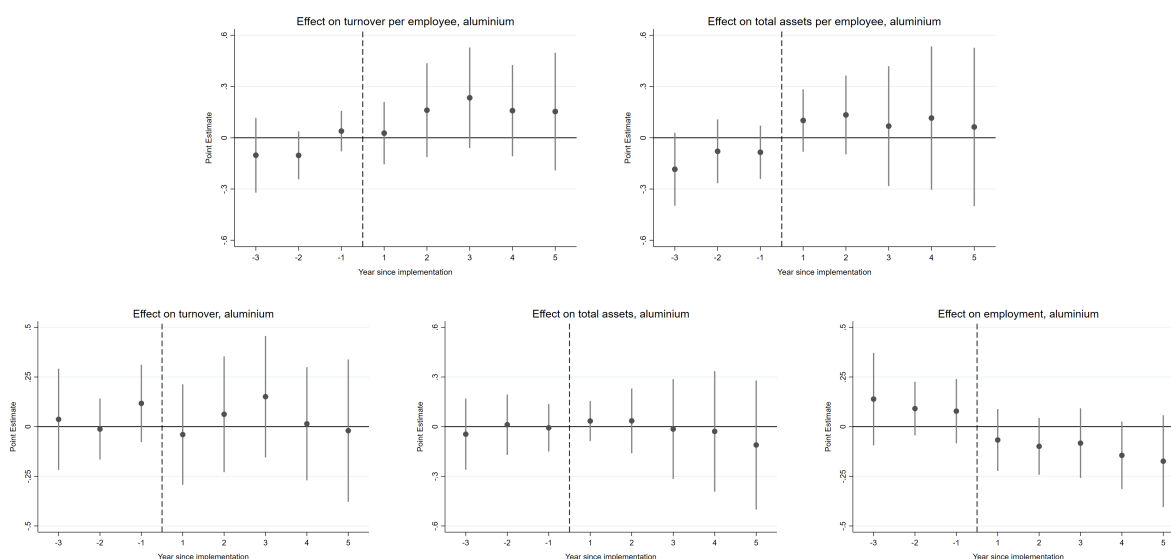 Effect on turnover per employee, aluminium
.6
.3
0
-.3
-.6
Point Estimate
-3 -2 -1 1 2 3 4 5
Year since implementation
Effect on total assets per employee, aluminium
.6
.3
0
-.3
-.6
Point Estimate
-3 -2 -1 1 2 3 4 5
Year since implementation
Effect on turnover, aluminium
.5
.25
0
-.25
-.5
Point Estimate
-3 -2 -1 1 2 3 4 5
Year since implementation
Effect on total assets, aluminium
.6
.3
0
-.3
-.6
Point Estimate
-3 -2 -1 1 2 3 4 5
Year since implementation
Effect on employment, aluminium
.5
.25
0
-.25
-.5
Point Estimate
-3 -2 -1 1 2 3 4 5
Year since implementation